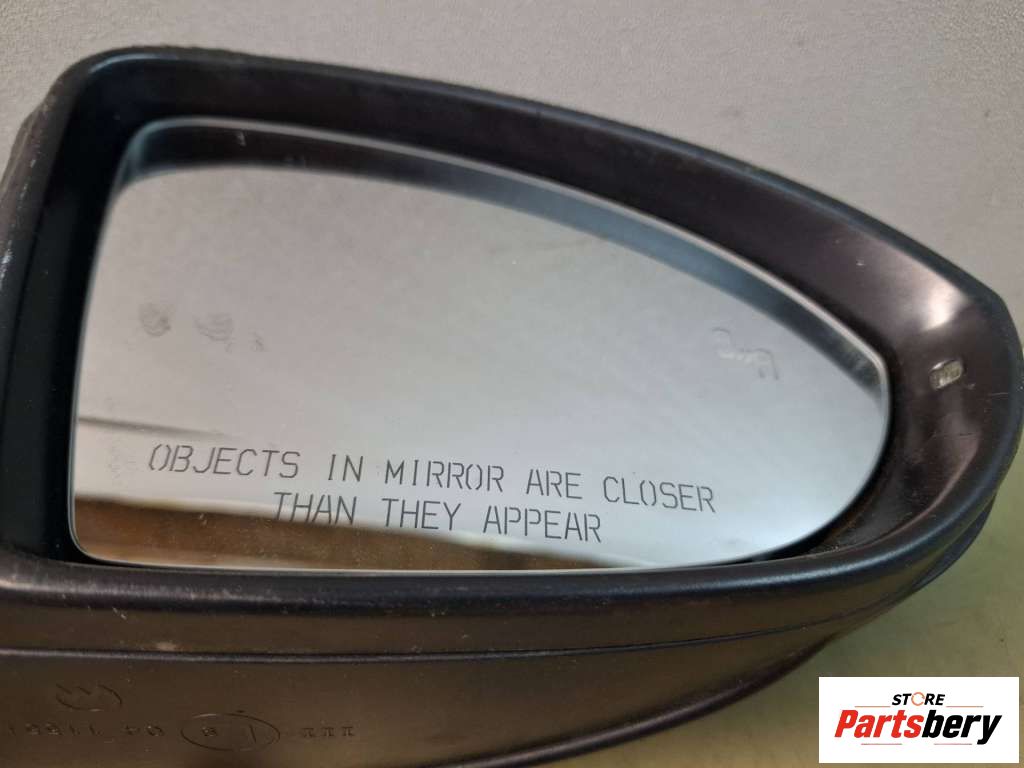 OBJECTS IN MIRROR ARE CLOSER
THAN THEY APPEAR
STORE
Partsbery